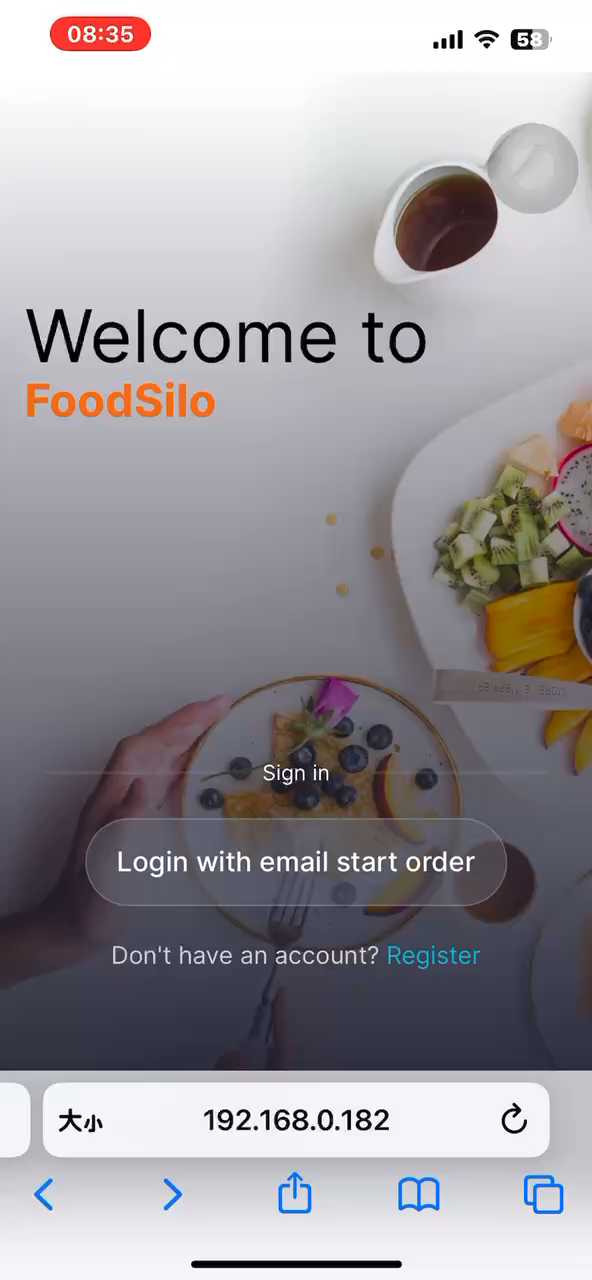 08:35
58
Welcome to
FoodSilo
Sign in
Login with email start order
Don't have an account? Register
大小
192.168.0.182